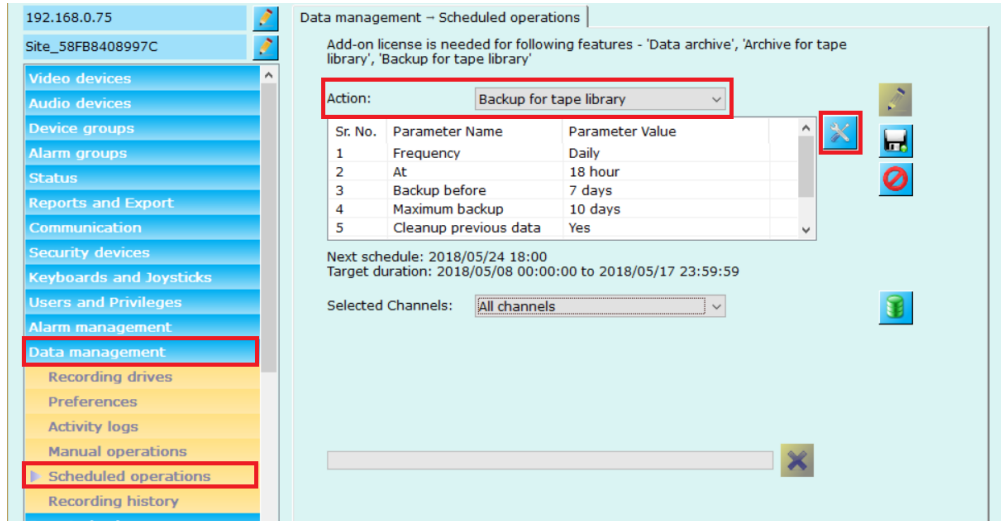 192.168.0.75
Site_58FB8408997C
Video devices
Audio devices
Device groups
Alarm groups
Status
Reports and Export
Communication
Security devices
Keyboards and Joysticks
Users and Privileges
Alarm management
Data management
Recording drives
Preferences
Activity logs
Manual operations
Scheduled operations
Recording history
Data management – Scheduled operations
Add-on license is needed for following features - 'Data archive', 'Archive for tape
library', 'Backup for tape library'
Action: Backup for tape library
Sr. No. Parameter Name Parameter Value
1 Frequency Daily
2 At 18 hour
3 Backup before 7 days
4 Maximum backup 10 days
5 Cleanup previous data Yes
Next schedule: 2018/05/24 18:00
Target duration: 2018/05/08 00:00:00 to 2018/05/17 23:59:59
Selected Channels: All channels